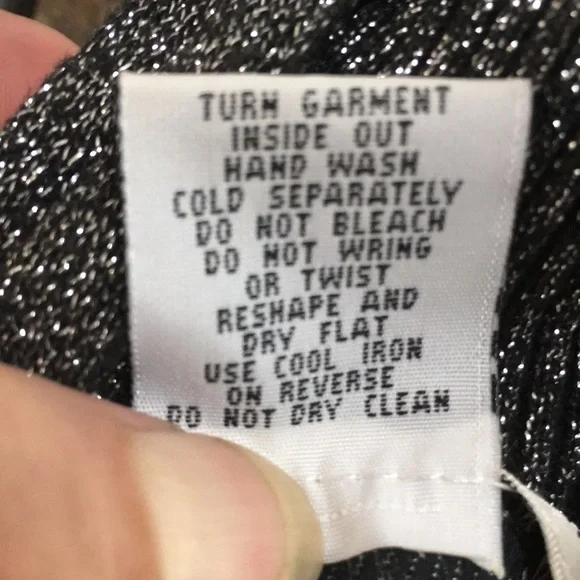 TURN GARMENT
INSIDE OUT
HAND WASH
COLD SEPARATELY
DO NOT BLEACH
DO NOT WRING
OR TWIST
RESHAPE AND
DRY FLAT
USE COOL IRON
ON REVERSE
DO NOT DRY CLEAN